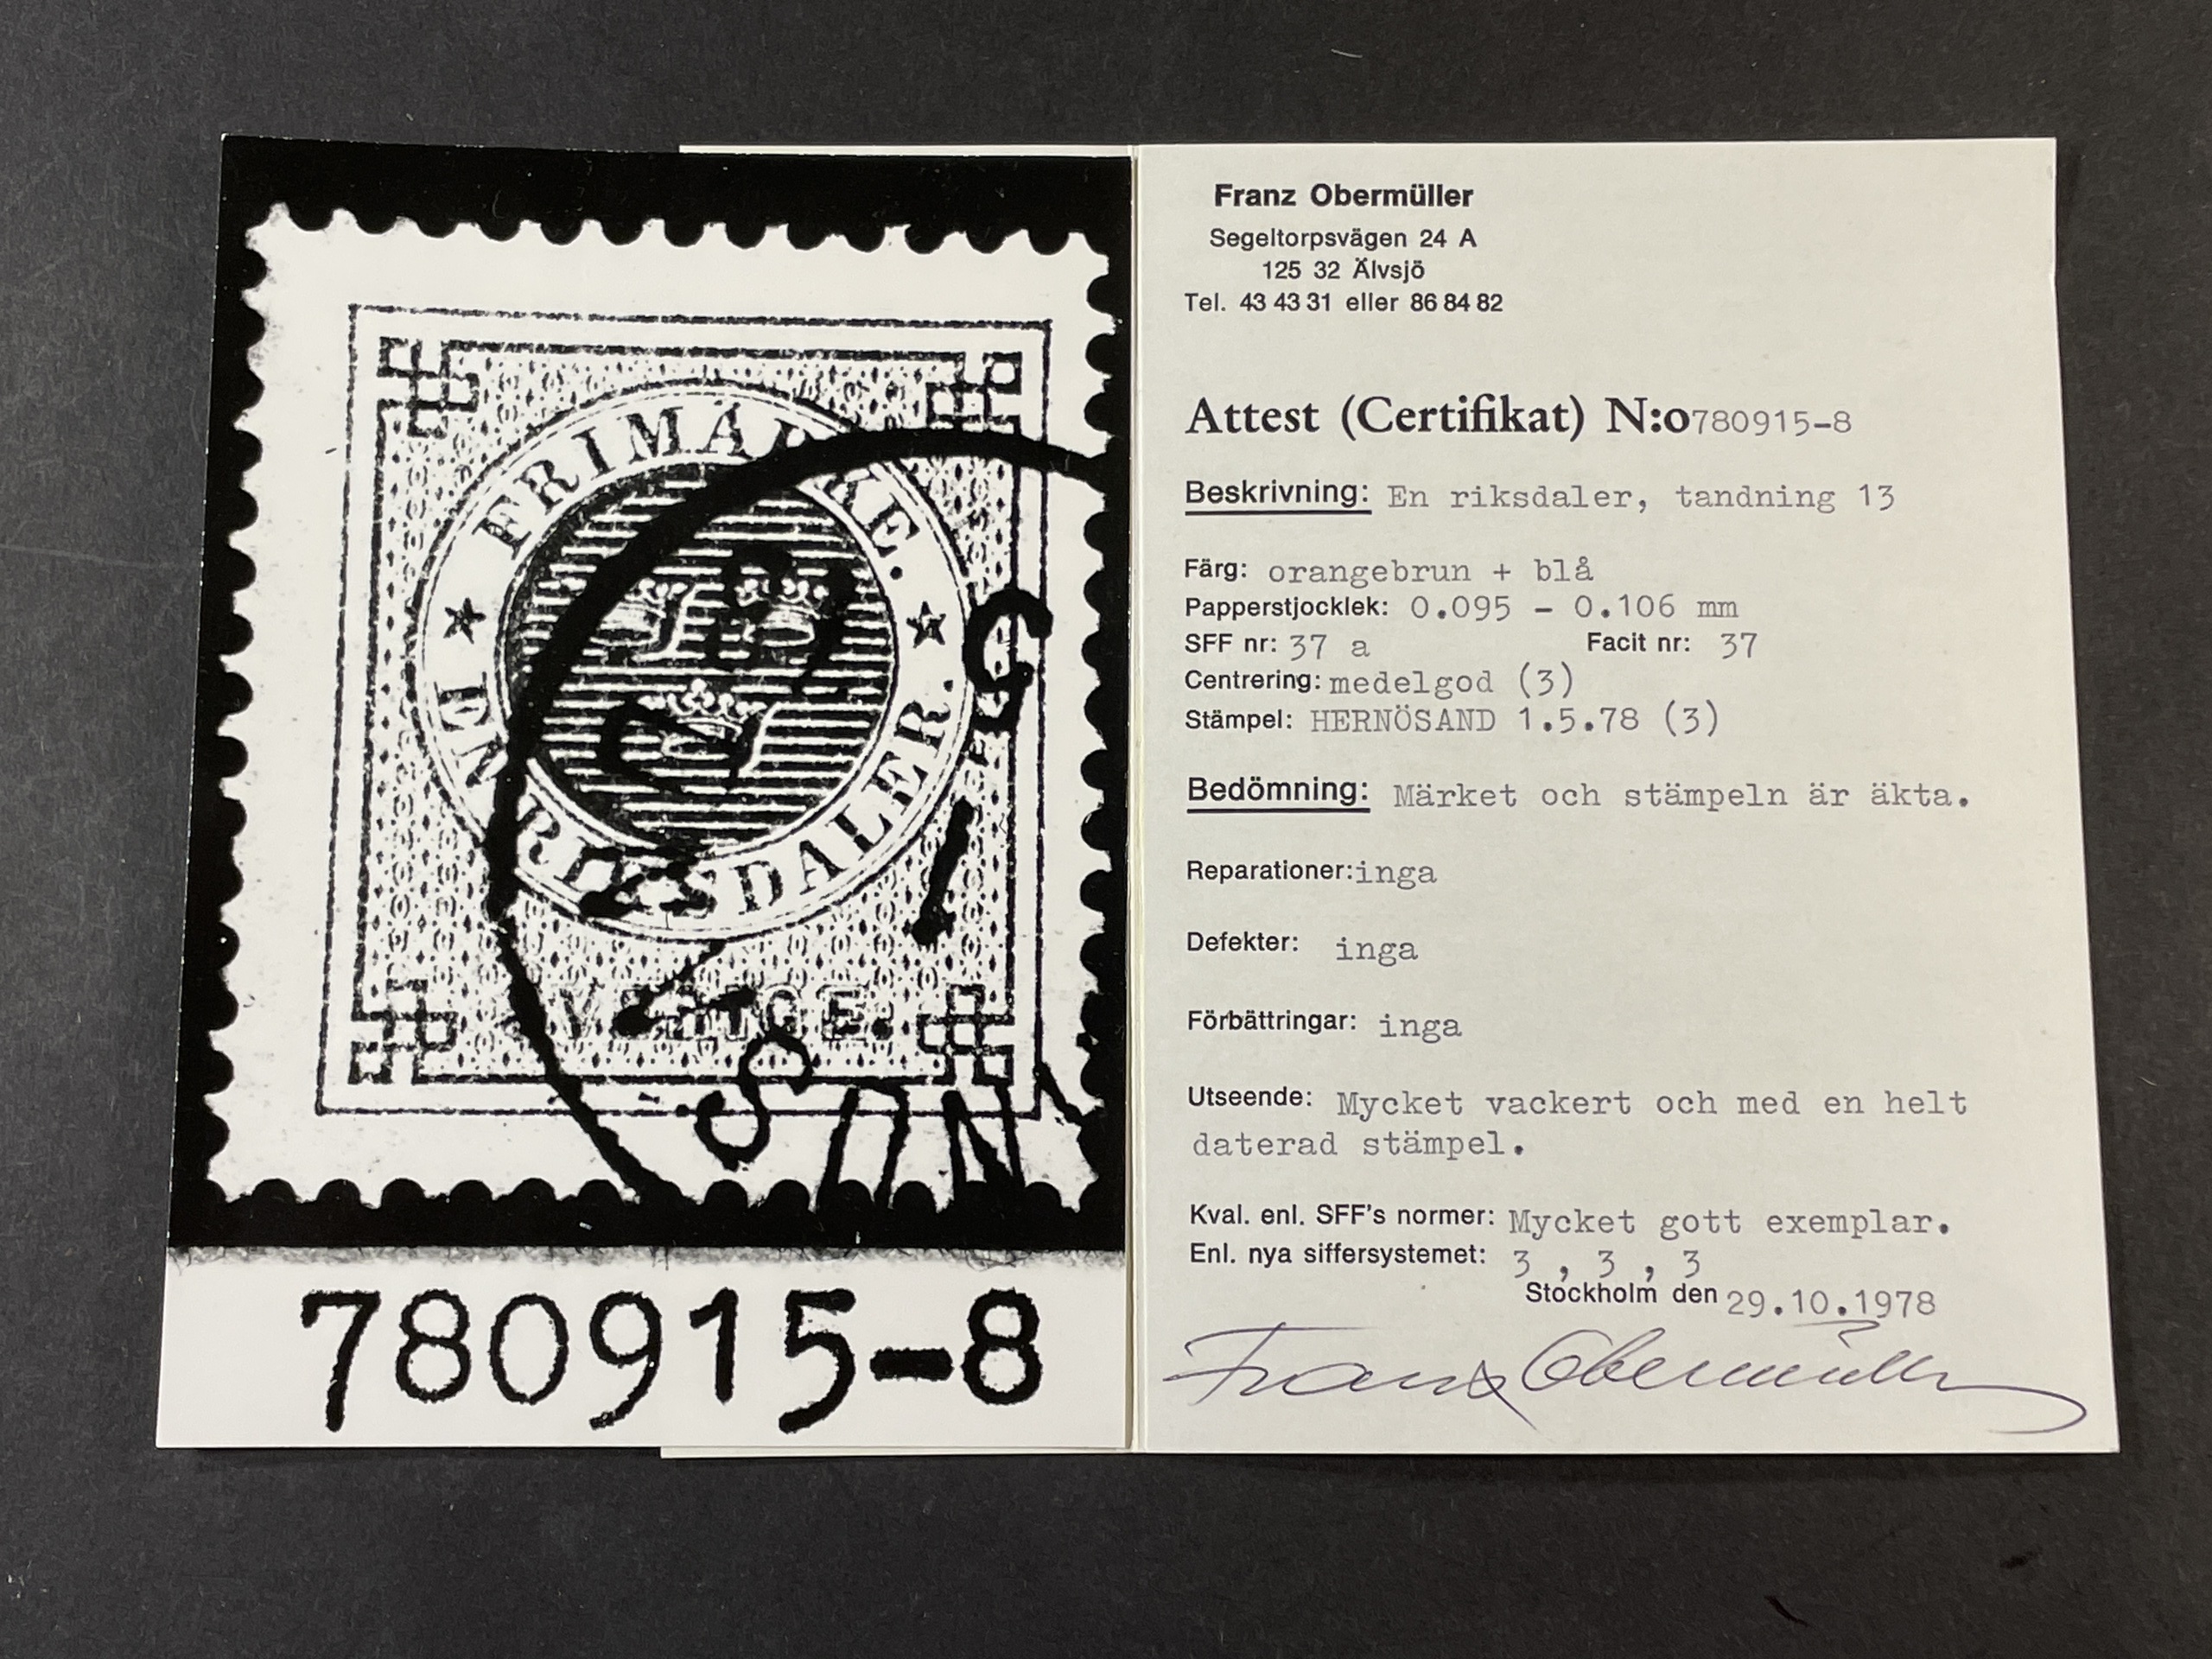 FRIMÄRKE.
EN RIKSDALER.
SVERIGE.
780915-8
Franz Obermüller
Segeltorpsvägen 24 A
125 32 Älvsjö
Tel. 43 43 31 eller 86 84 82
Attest (Certifikat) N:o780915-8
Beskrivning: En riksdaler, tandning 13
Färg: orangebrun + blå
Papperstjocklek: 0.095 - 0.106 mm
SFF nr: 37 a Facit nr: 37
Centrering: medelgod (3)
Stämpel: HERNÖSAND 1.5.78 (3)
Bedömning: Märket och stämpeln är äkta.
Reparationer: inga
Defekter: inga
Förbättringar: inga
Utseende: Mycket vackert och med en helt
daterad stämpel.
Kval. enl. SFF's normer: Mycket gott exemplar.
Enl. nya siffersystemet: 3 , 3 , 3
Stockholm den 29.10.1978
Franz Obermüller